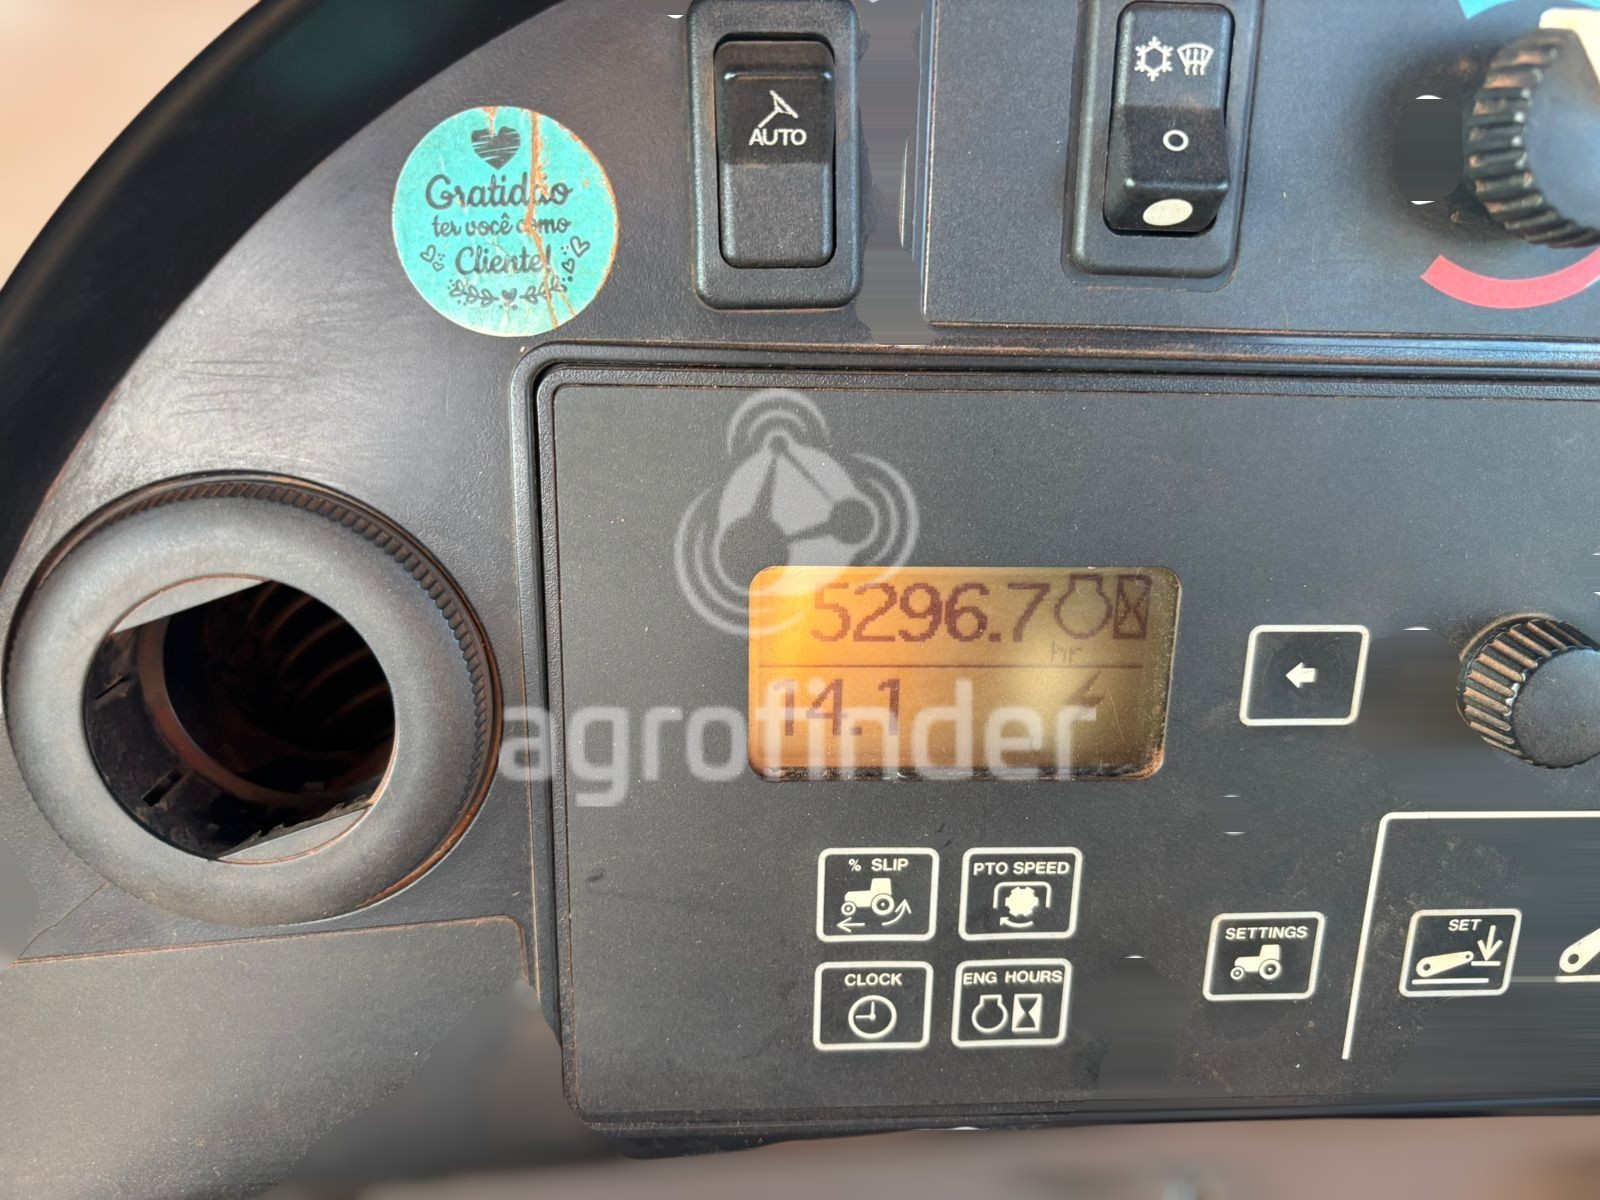 AUTO
Gratidão
ter você como
Cliente!
5296.7
hr
14.1
agrofinder
% SLIP
PTO SPEED
CLOCK
ENG HOURS
SETTINGS
SET